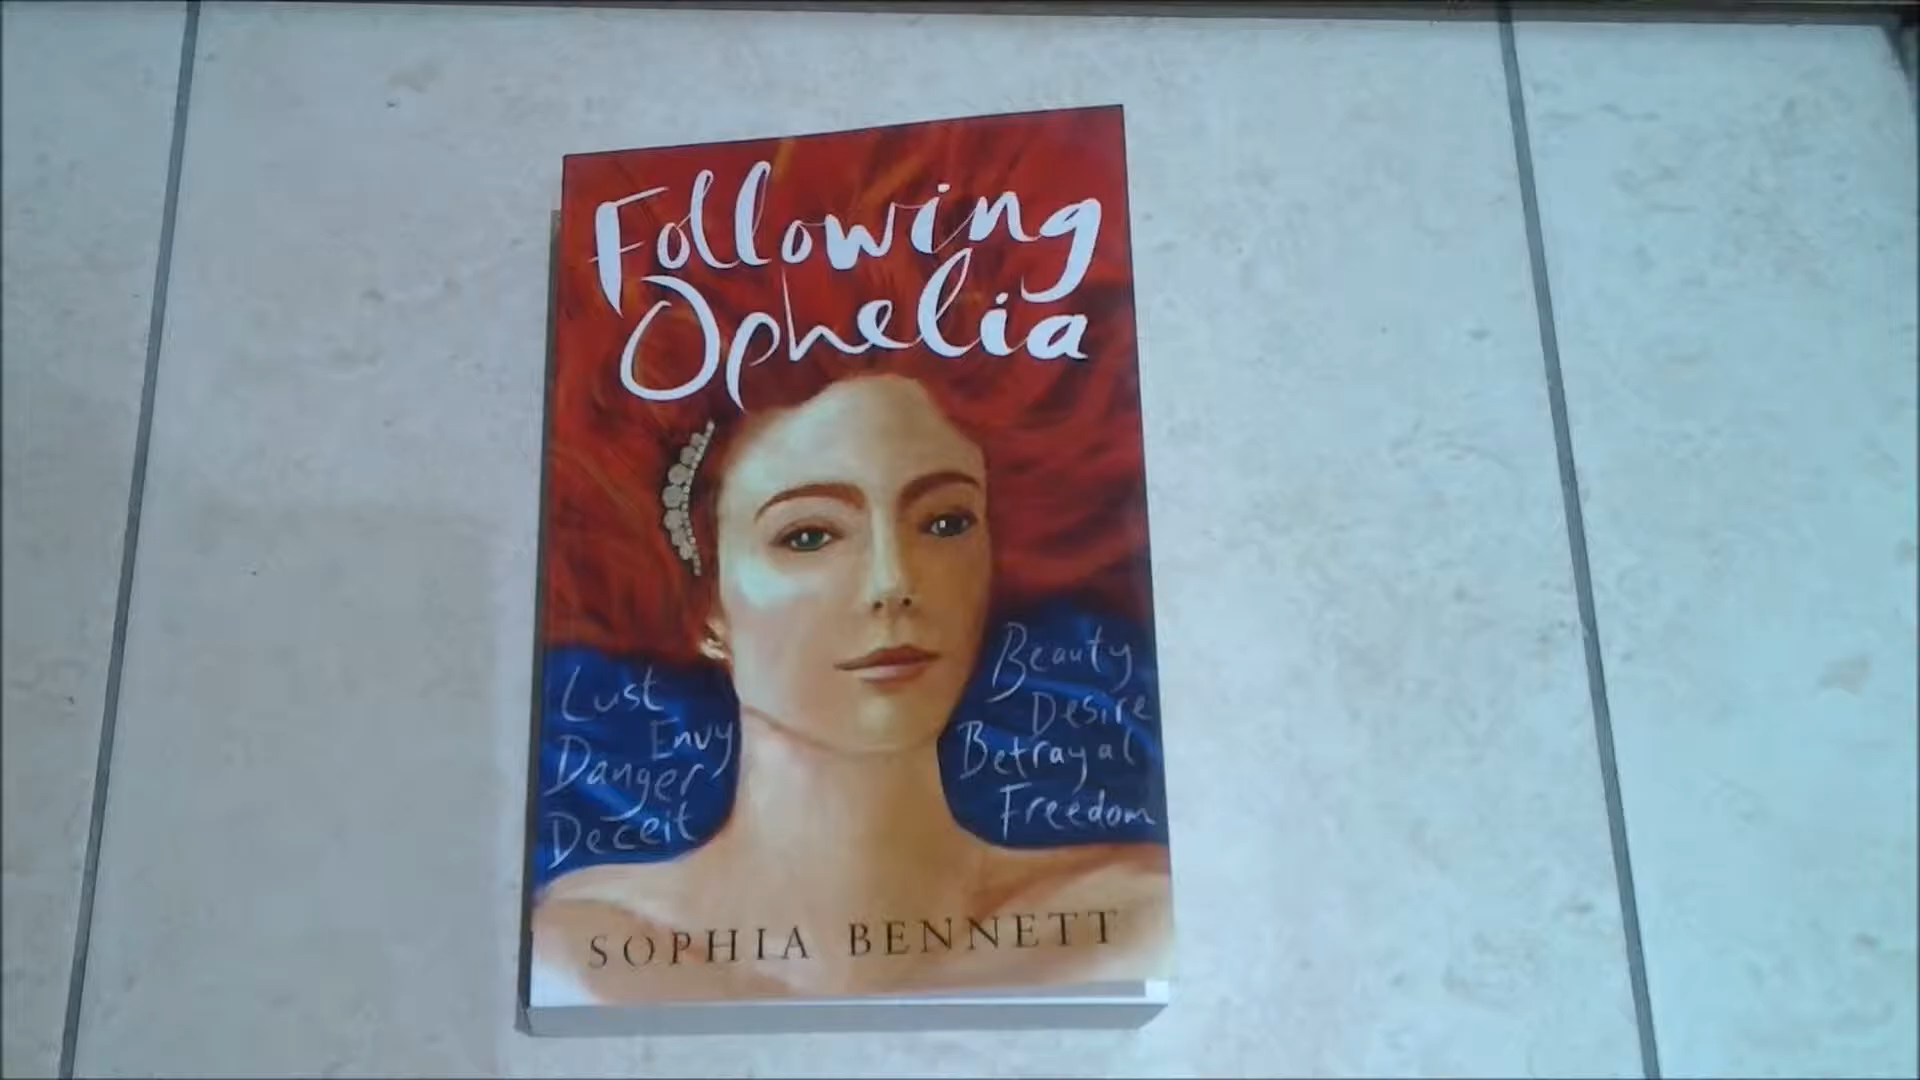 Following
Ophelia
Lust
Envy
Danger
Deceit
Beauty
Desire
Betrayal
Freedom
SOPHIA BENNETT